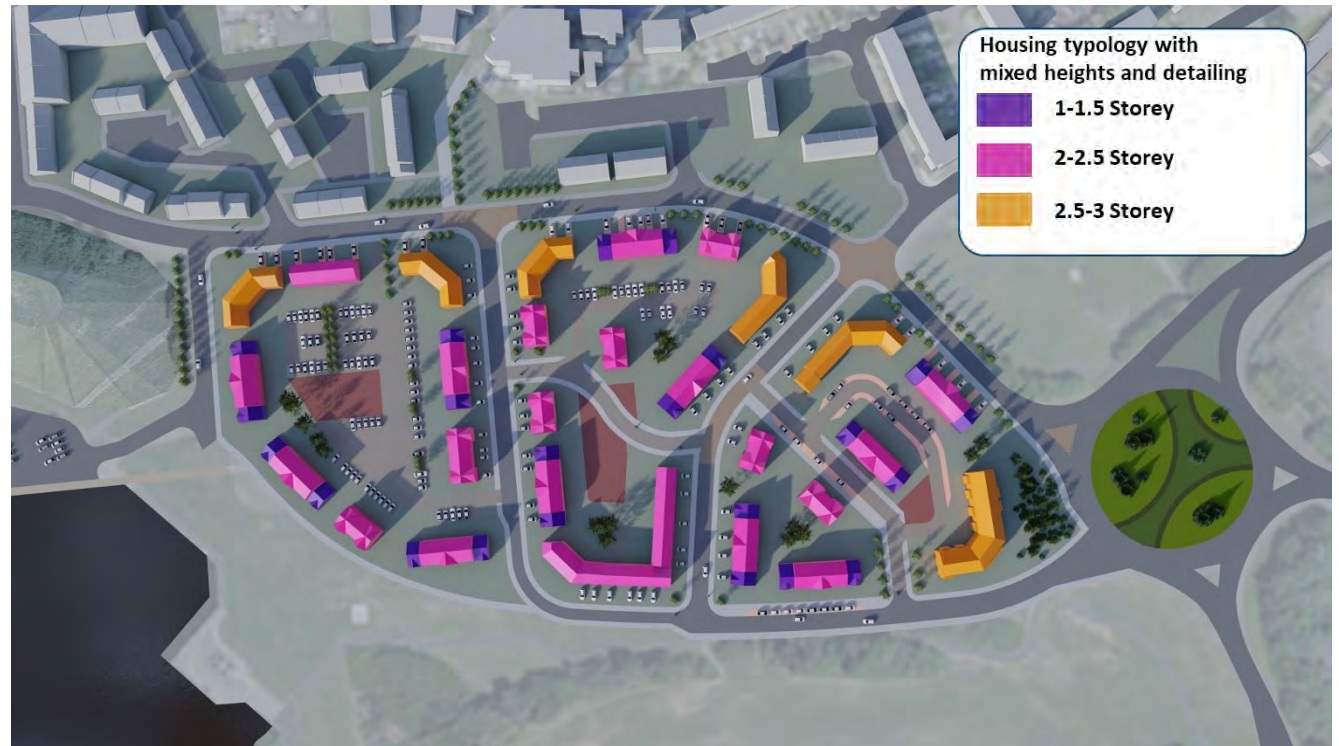 Housing typology with
mixed heights and detailing
1-1.5 Storey
2-2.5 Storey
2.5-3 Storey